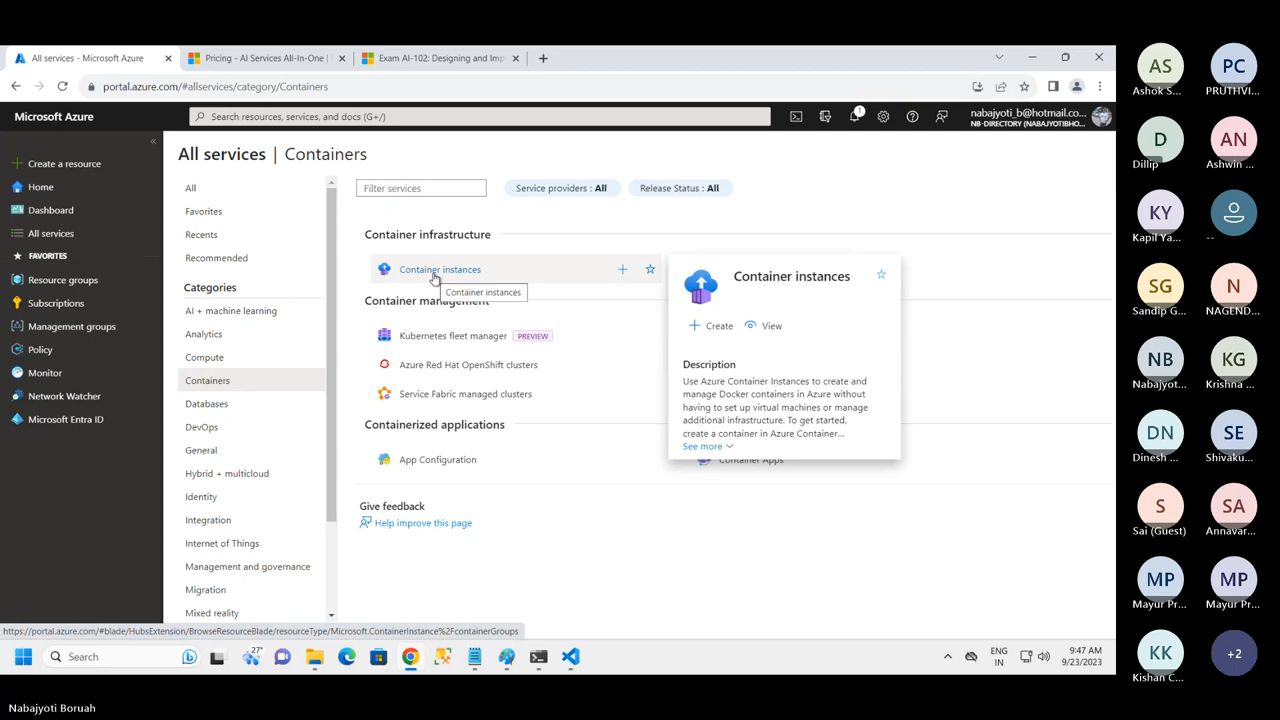 All services - Microsoft Azure
Pricing - AI Services All-In-One |
Exam AI-102: Designing and Imp
portal.azure.com/#allservices/category/Containers
Microsoft Azure
Search resources, services, and docs (G+/)
1
nabajyoti_b@hotmail.co...
NB-DIRECTORY (NABAJYOTIBHO...
Create a resource
Home
Dashboard
All services
FAVORITES
Resource groups
Subscriptions
Management groups
Policy
Monitor
Network Watcher
Microsoft Entra ID
All services | Containers
All
Favorites
Recents
Recommended
Categories
AI + machine learning
Analytics
Compute
Containers
Databases
DevOps
General
Hybrid + multicloud
Identity
Integration
Internet of Things
Management and governance
Migration
Mixed reality
Filter services
Service providers : All
Release Status : All
Container infrastructure
Container instances
Container instances
Container management
Kubernetes fleet manager PREVIEW
Azure Red Hat OpenShift clusters
Service Fabric managed clusters
Containerized applications
App Configuration
Container Apps
Give feedback
Help improve this page
Container instances
Create
View
Description
Use Azure Container Instances to create and
manage Docker containers in Azure without
having to set up virtual machines or manage
additional infrastructure. To get started,
create a container in Azure Container...
See more
https://portal.azure.com/#blade/HubsExtension/BrowseResourceBlade/resourceType/Microsoft.ContainerInstance%2FcontainerGroups
Search
27°
ENG
IN
9:47 AM
9/23/2023
AS
Ashok S...
PC
PRUTHVI...
D
Dillip
AN
Ashwin ...
KY
Kapil Ya...
--
SG
Sandip G...
N
NAGEND...
NB
Nabajyot...
KG
Krishna ...
DN
Dinesh ...
SE
Shivaku...
S
Sai (Guest)
SA
Annavar...
MP
Mayur Pr...
MP
Mayur Pr...
KK
Kishan C...
+2
Nabajyoti Boruah